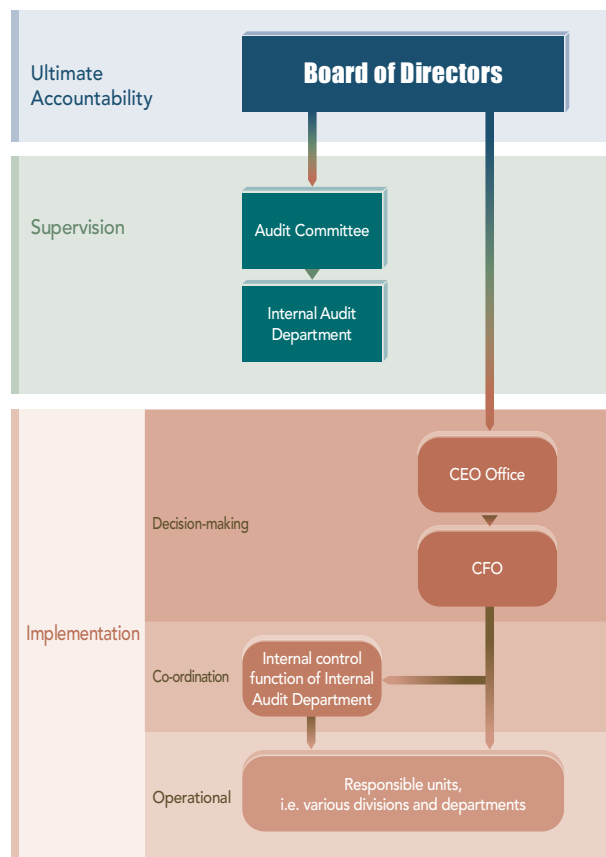 Ultimate
Accountability
Board of Directors
Supervision
Audit Committee
Internal Audit
Department
Implementation
Decision-making
CEO Office
CFO
Co-ordination
Internal control
function of Internal
Audit Department
Operational
Responsible units,
i.e. various divisions and departments